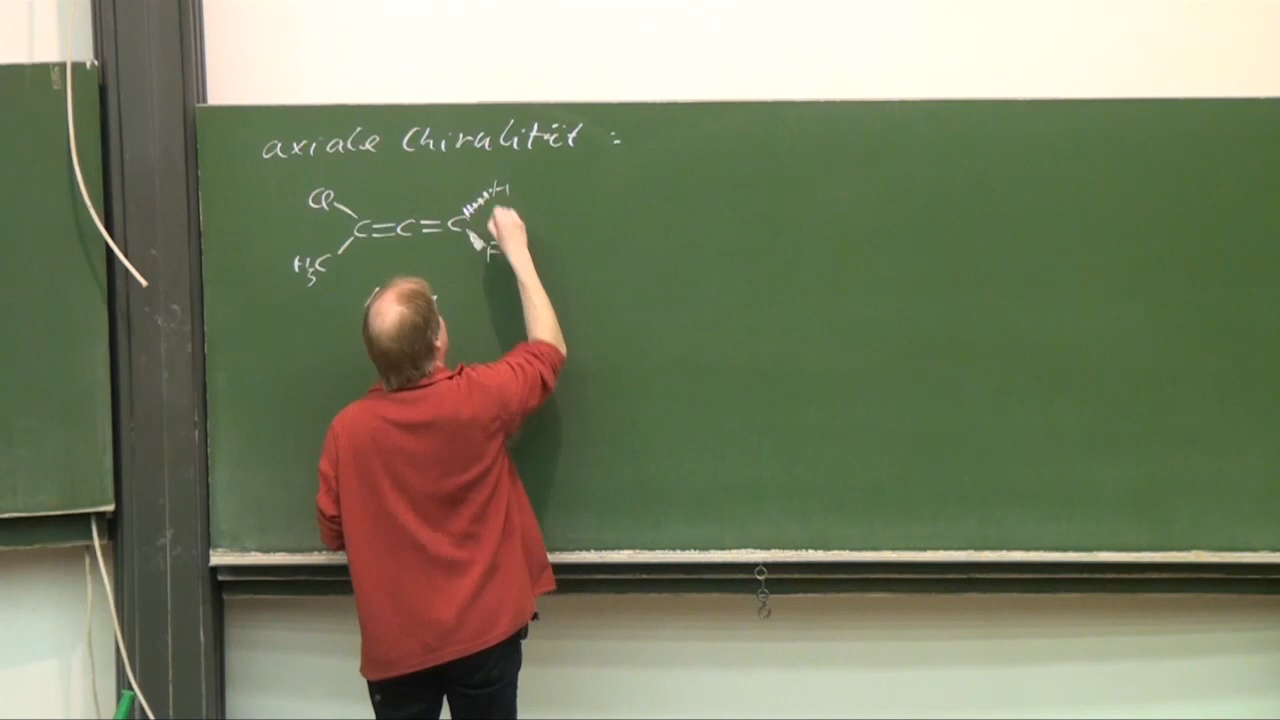 axiale Chiralität :
Cl H
C=C=C
H₃C F